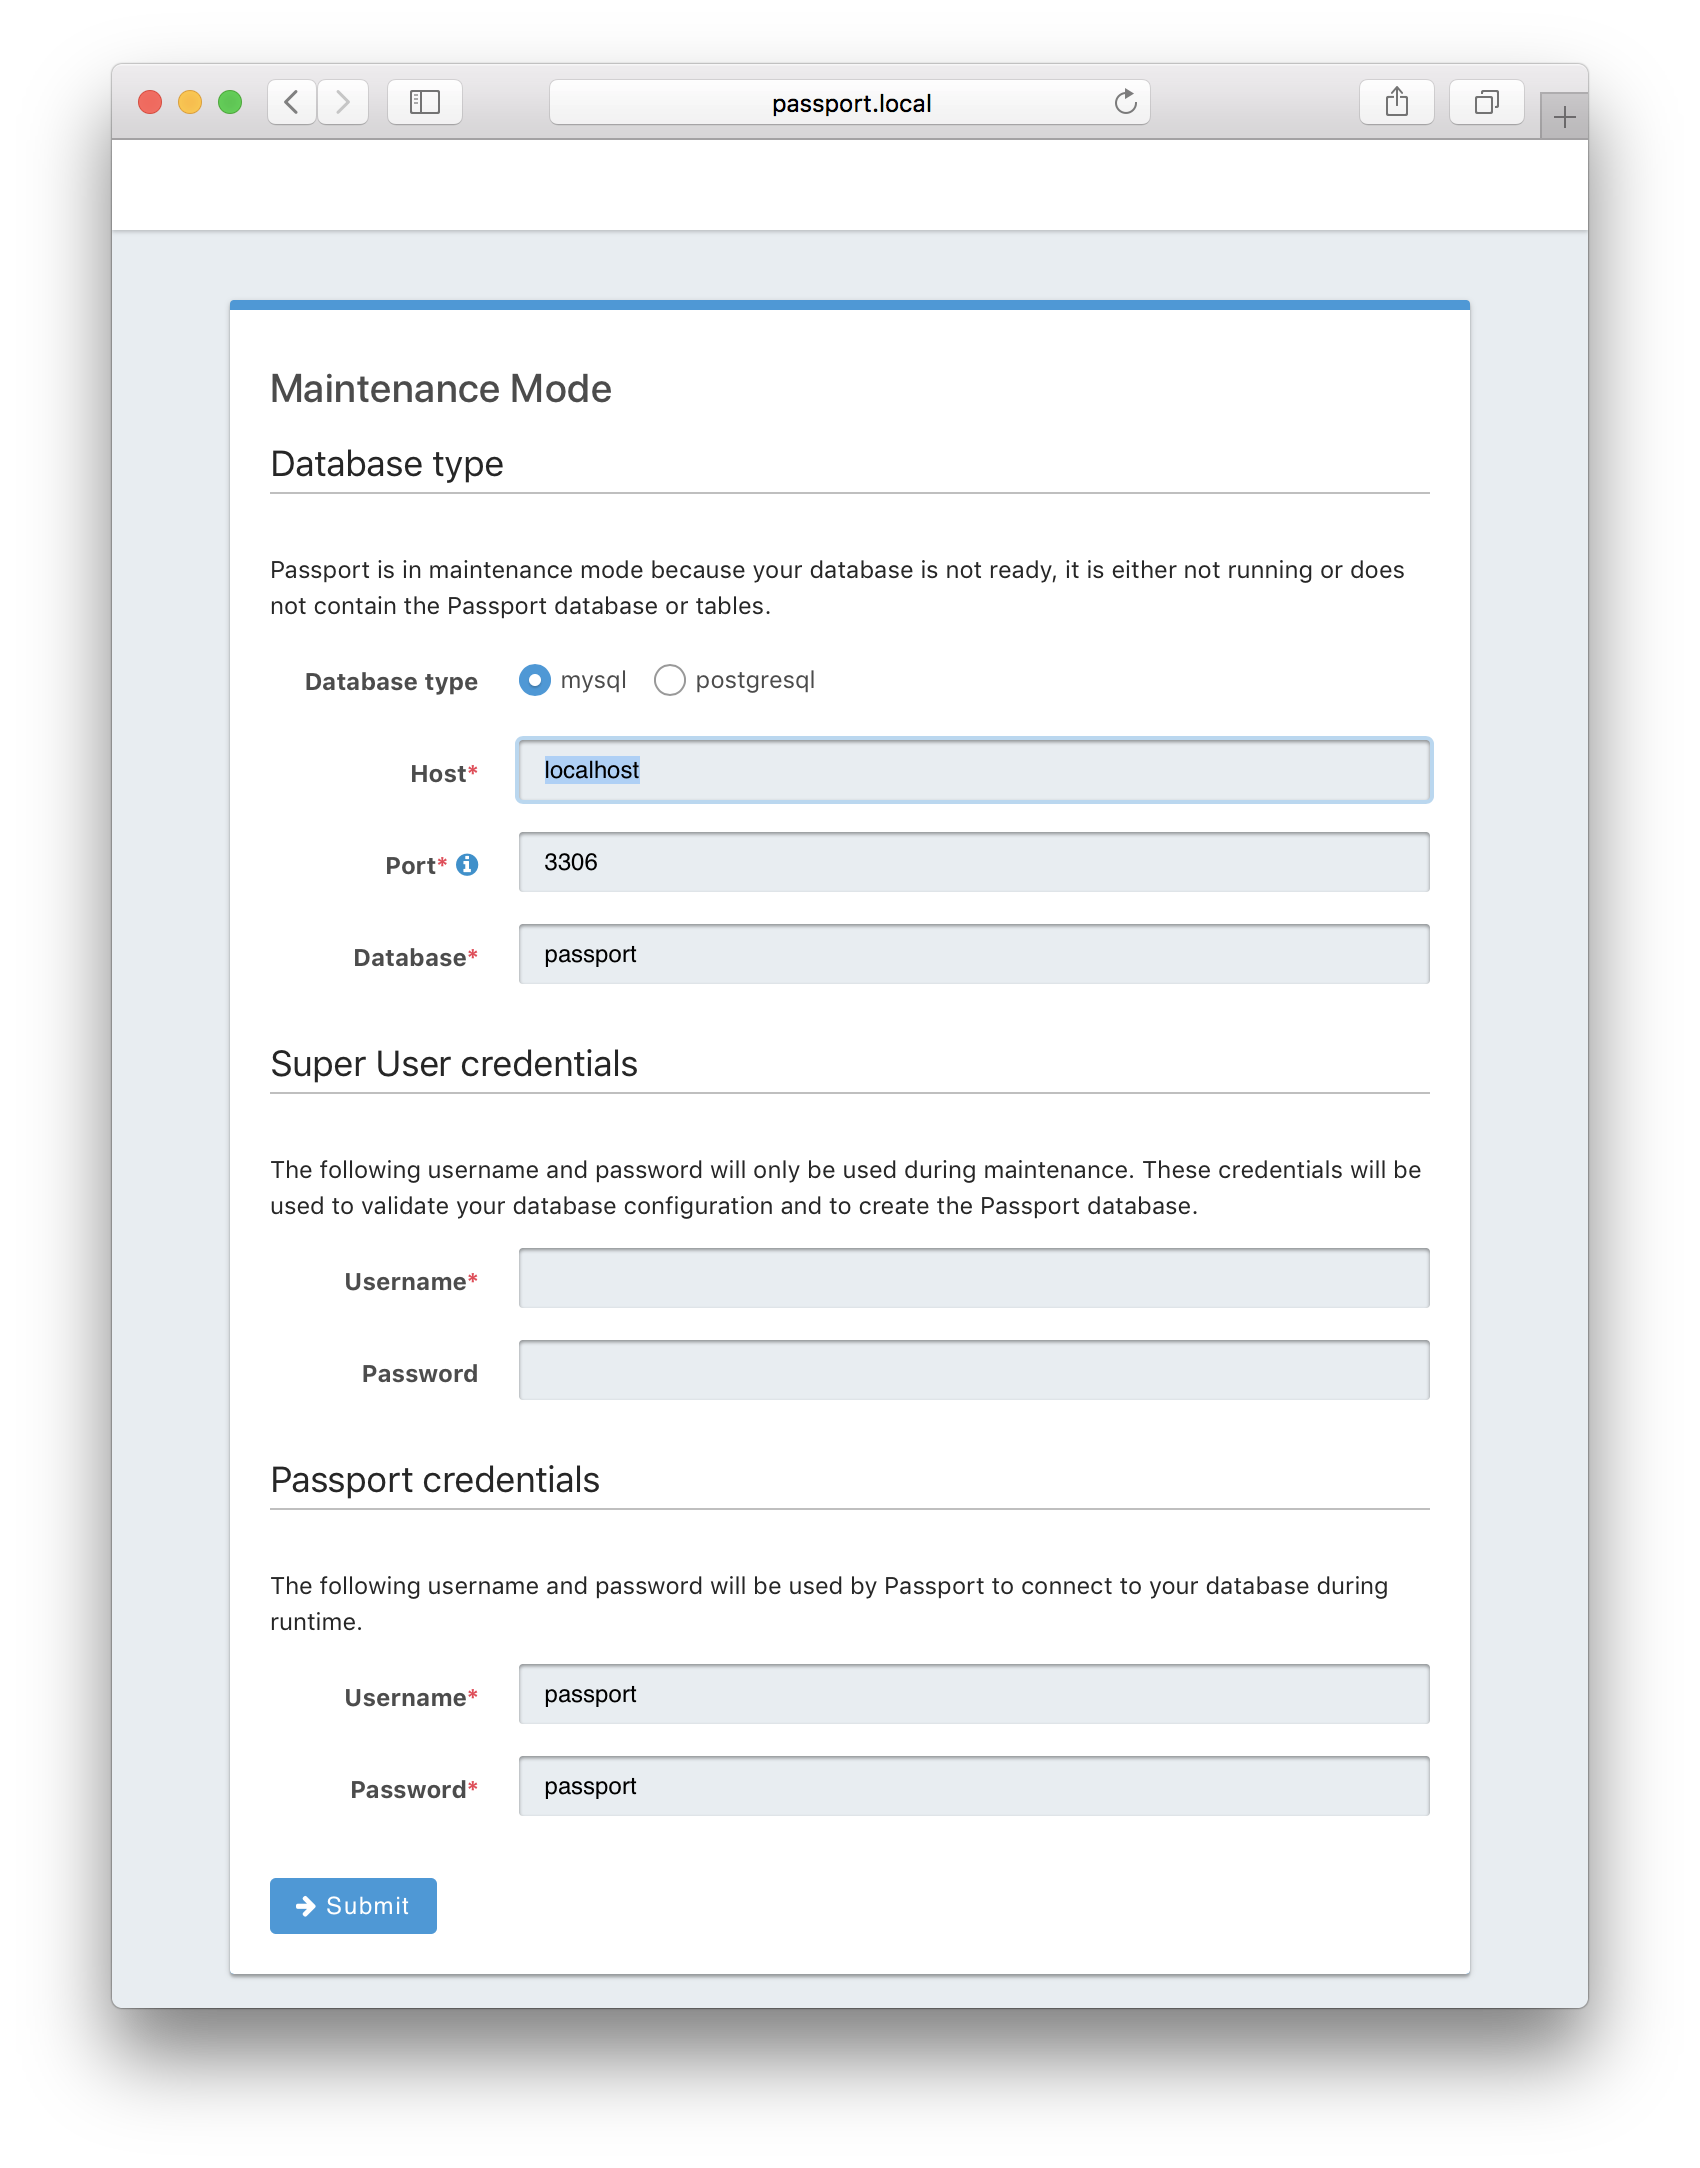 passport.local
Maintenance Mode
Database type
Passport is in maintenance mode because your database is not ready, it is either not running or does
not contain the Passport database or tables.
Database type mysql postgresql
Host* localhost
Port* 3306
Database* passport
Super User credentials
The following username and password will only be used during maintenance. These credentials will be
used to validate your database configuration and to create the Passport database.
Username*
Password
Passport credentials
The following username and password will be used by Passport to connect to your database during
runtime.
Username* passport
Password* passport
Submit